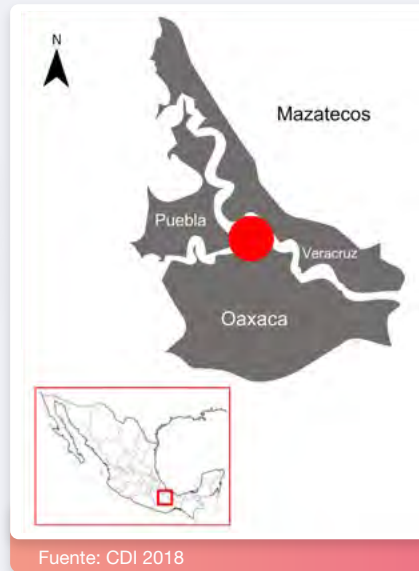 N
Mazatecos
Puebla
Veracruz
Oaxaca
Fuente: CDI 2018